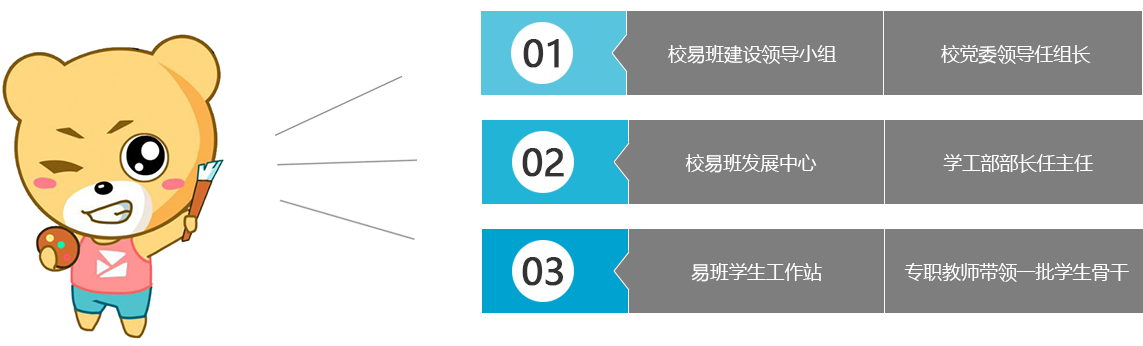 01 校易班建设领导小组 校党委领导任组长
02 校易班发展中心 学工部部长任主任
03 易班学生工作站 专职教师带领一批学生骨干